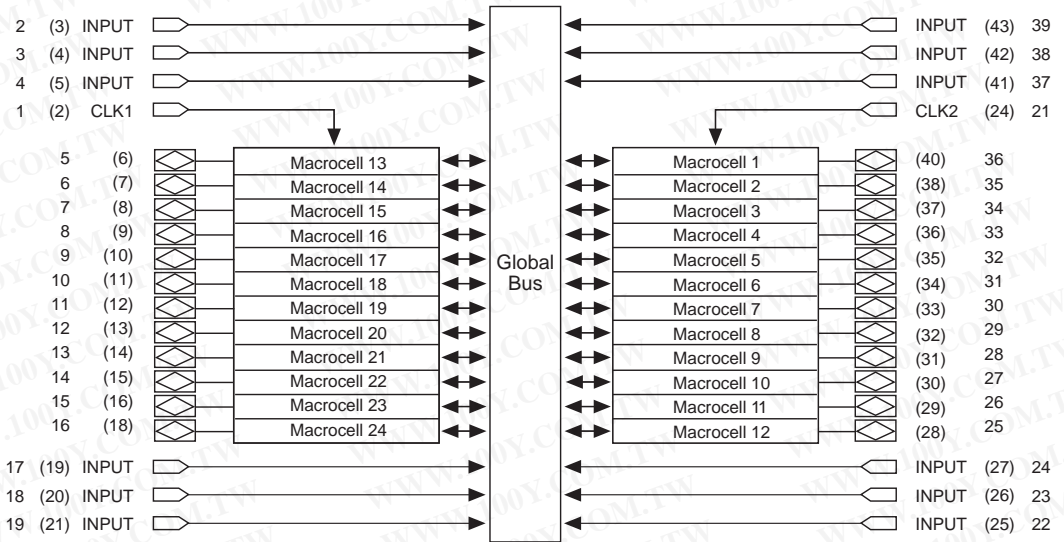 2 (3) INPUT INPUT (43) 39
3 (4) INPUT INPUT (42) 38
4 (5) INPUT INPUT (41) 37
1 (2) CLK1 CLK2 (24) 21
5 (6) Macrocell 13 Macrocell 1 (40) 36
6 (7) Macrocell 14 Macrocell 2 (38) 35
7 (8) Macrocell 15 Macrocell 3 (37) 34
8 (9) Macrocell 16 Macrocell 4 (36) 33
9 (10) Macrocell 17 Global Macrocell 5 (35) 32
10 (11) Macrocell 18 Bus Macrocell 6 (34) 31
11 (12) Macrocell 19 Macrocell 7 (33) 30
12 (13) Macrocell 20 Macrocell 8 (32) 29
13 (14) Macrocell 21 Macrocell 9 (31) 28
14 (15) Macrocell 22 Macrocell 10 (30) 27
15 (16) Macrocell 23 Macrocell 11 (29) 26
16 (18) Macrocell 24 Macrocell 12 (28) 25
17 (19) INPUT INPUT (27) 24
18 (20) INPUT INPUT (26) 23
19 (21) INPUT INPUT (25) 22
WWW.100Y.COM.TW